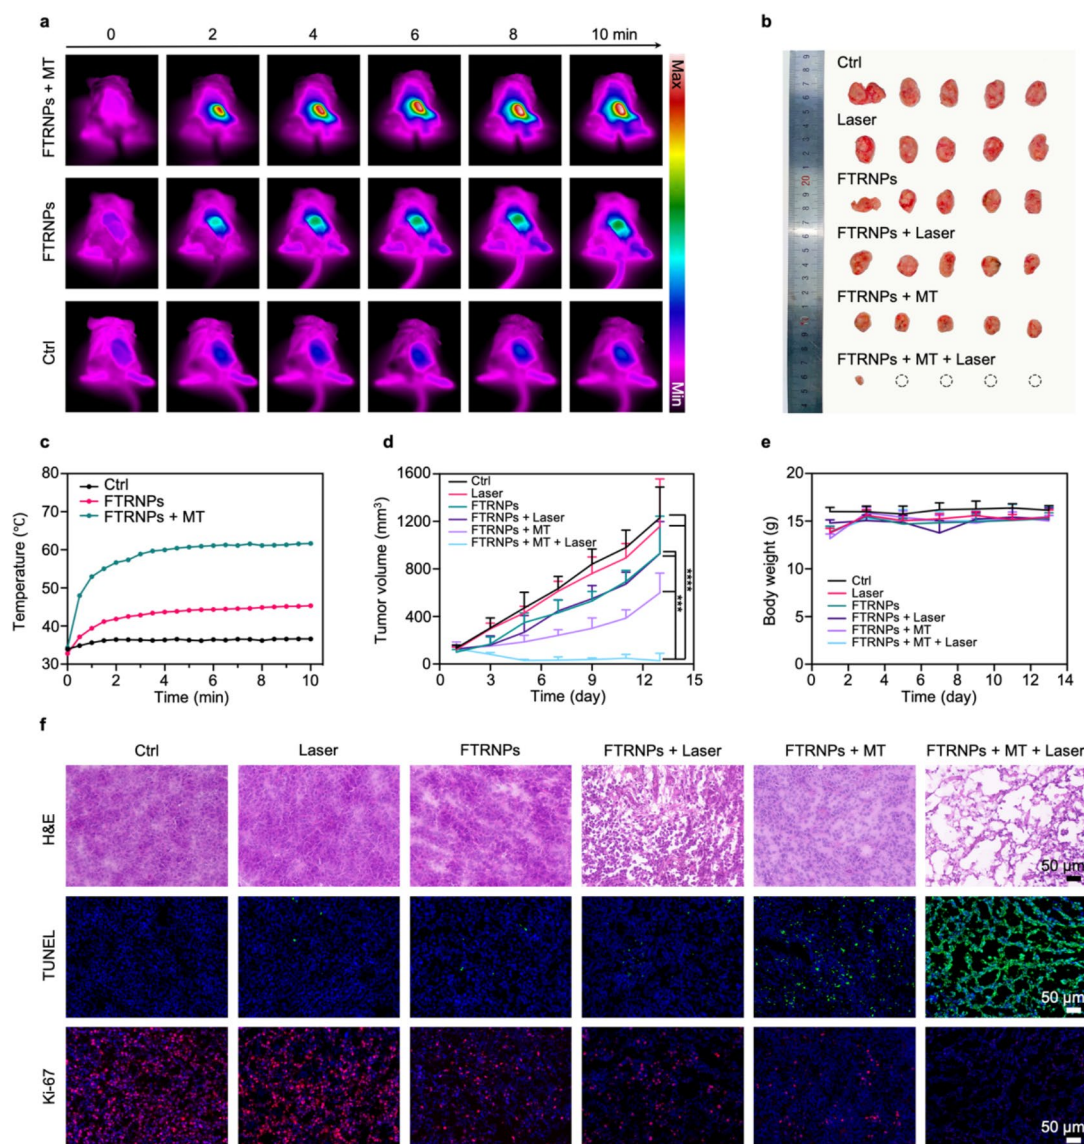 a
0 2 4 6 8 10 min
FTRNPs + MT
FTRNPs
Ctrl
Max
Min
b
Ctrl
Laser
FTRNPs
FTRNPs + Laser
FTRNPs + MT
FTRNPs + MT + Laser
c
Temperature (°C)
80
70
60
50
40
30
Ctrl
FTRNPs
FTRNPs + MT
0 2 4 6 8 10
Time (min)
d
Tumor volume (mm³)
1600
1200
800
400
0
Ctrl
Laser
FTRNPs
FTRNPs + Laser
FTRNPs + MT
FTRNPs + MT + Laser
***
****
0 3 6 9 12 15
Time (day)
e
Body weight (g)
20
15
10
5
0
Ctrl
Laser
FTRNPs
FTRNPs + Laser
FTRNPs + MT
FTRNPs + MT + Laser
0 2 4 6 8 10 12 14
Time (day)
f
Ctrl Laser FTRNPs FTRNPs + Laser FTRNPs + MT FTRNPs + MT + Laser
H&E
50 µm
TUNEL
50 µm
Ki-67
50 µm